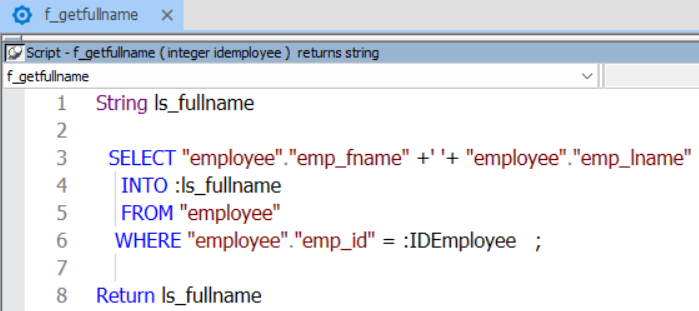 f_getfullname ×
Script - f_getfullname ( integer idemployee ) returns string
f_getfullname
1 String ls_fullname
2
3 SELECT "employee"."emp_fname" +' '+ "employee"."emp_lname"
4 INTO :ls_fullname
5 FROM "employee"
6 WHERE "employee"."emp_id" = :IDEmployee ;
7
8 Return ls_fullname